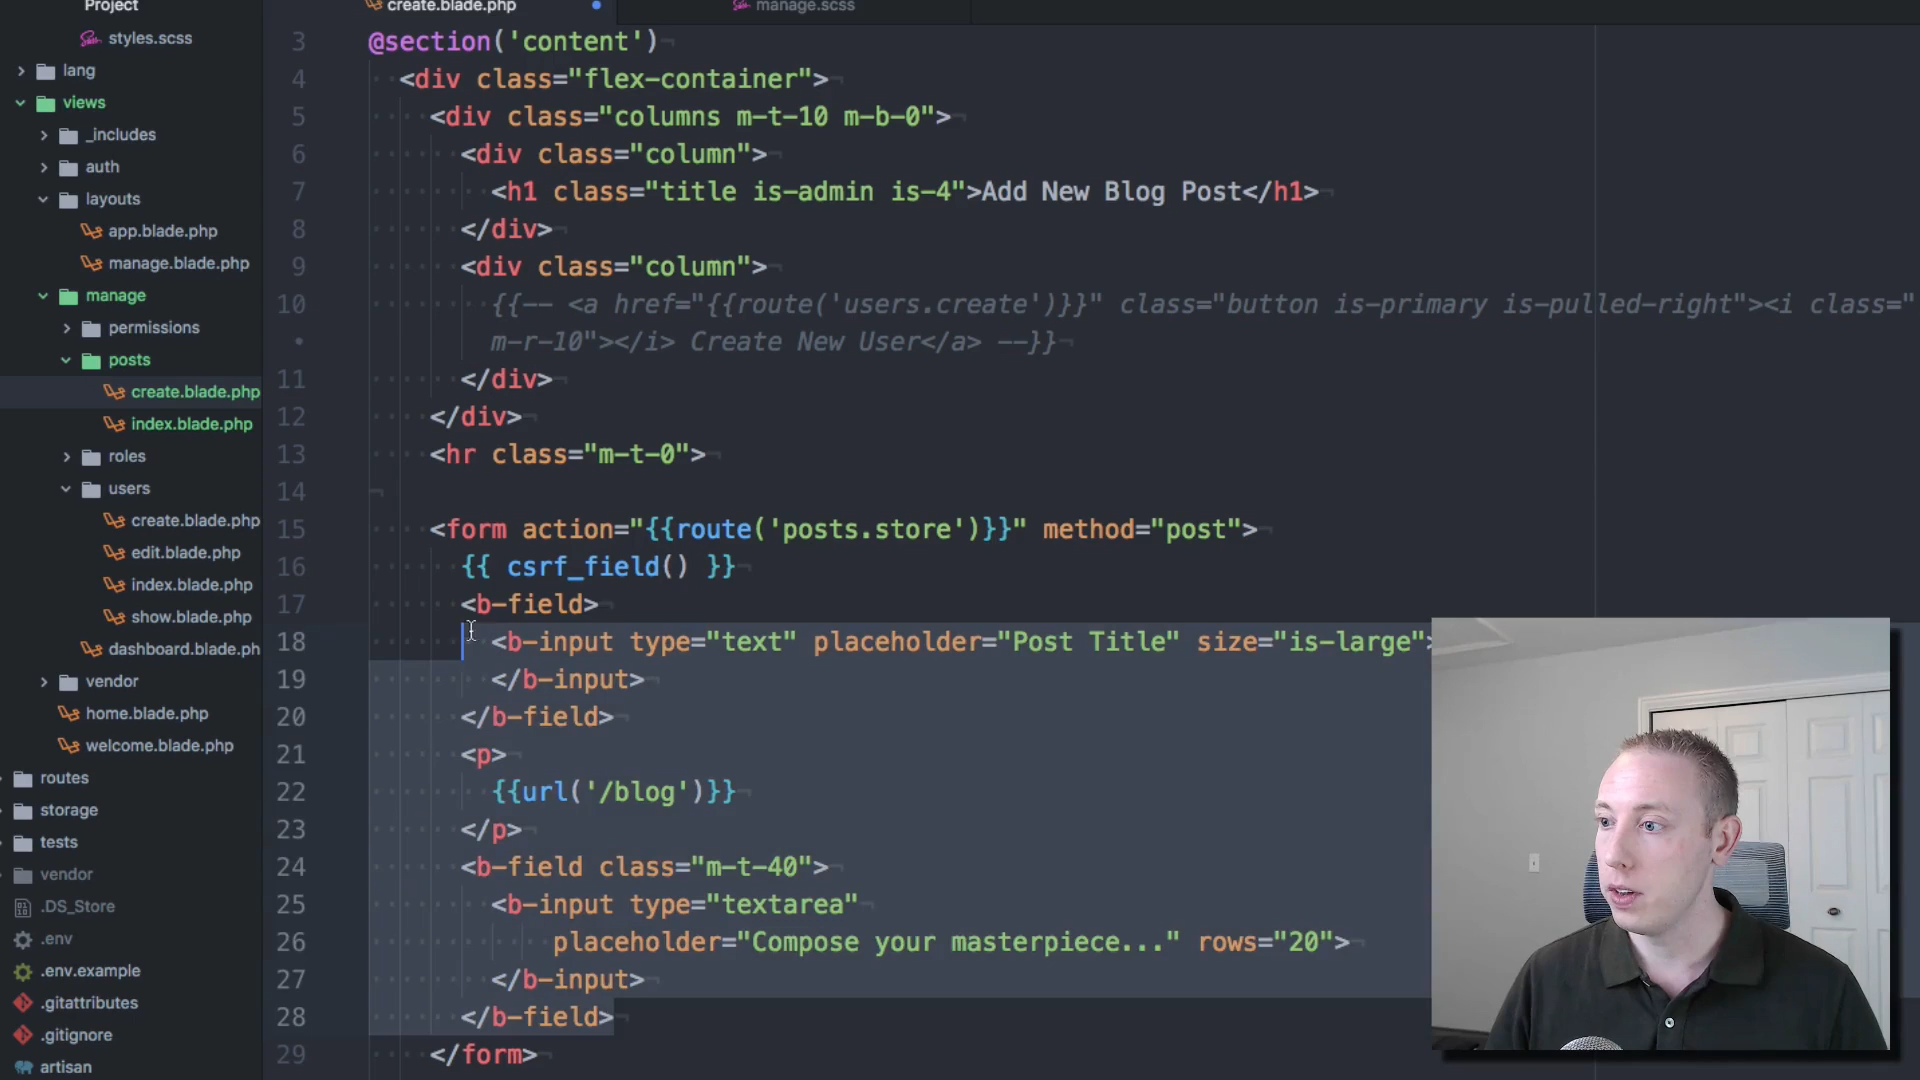 Project
styles.scss
lang
views
_includes
auth
layouts
app.blade.php
manage.blade.php
manage
permissions
posts
create.blade.php
index.blade.php
roles
users
create.blade.php
edit.blade.php
index.blade.php
show.blade.php
dashboard.blade.ph
vendor
home.blade.php
welcome.blade.php
routes
storage
tests
vendor
.DS_Store
.env
.env.example
.gitattributes
.gitignore
artisan
create.blade.php
manage.scss
3 @section('content')
4 <div class="flex-container">
5 <div class="columns m-t-10 m-b-0">
6 <div class="column">
7 <h1 class="title is-admin is-4">Add New Blog Post</h1>
8 </div>
9 <div class="column">
10 {{-- <a href="{{route('users.create')}}" class="button is-primary is-pulled-right"><i class="
• m-r-10"></i> Create New User</a> --}}
11 </div>
12 </div>
13 <hr class="m-t-0">
14
15 <form action="{{route('posts.store')}}" method="post">
16 {{ csrf_field() }}
17 <b-field>
18 <b-input type="text" placeholder="Post Title" size="is-large">
19 </b-input>
20 </b-field>
21 <p>
22 {{url('/blog')}}
23 </p>
24 <b-field class="m-t-40">
25 <b-input type="textarea"
26 placeholder="Compose your masterpiece..." rows="20">
27 </b-input>
28 </b-field>
29 </form>